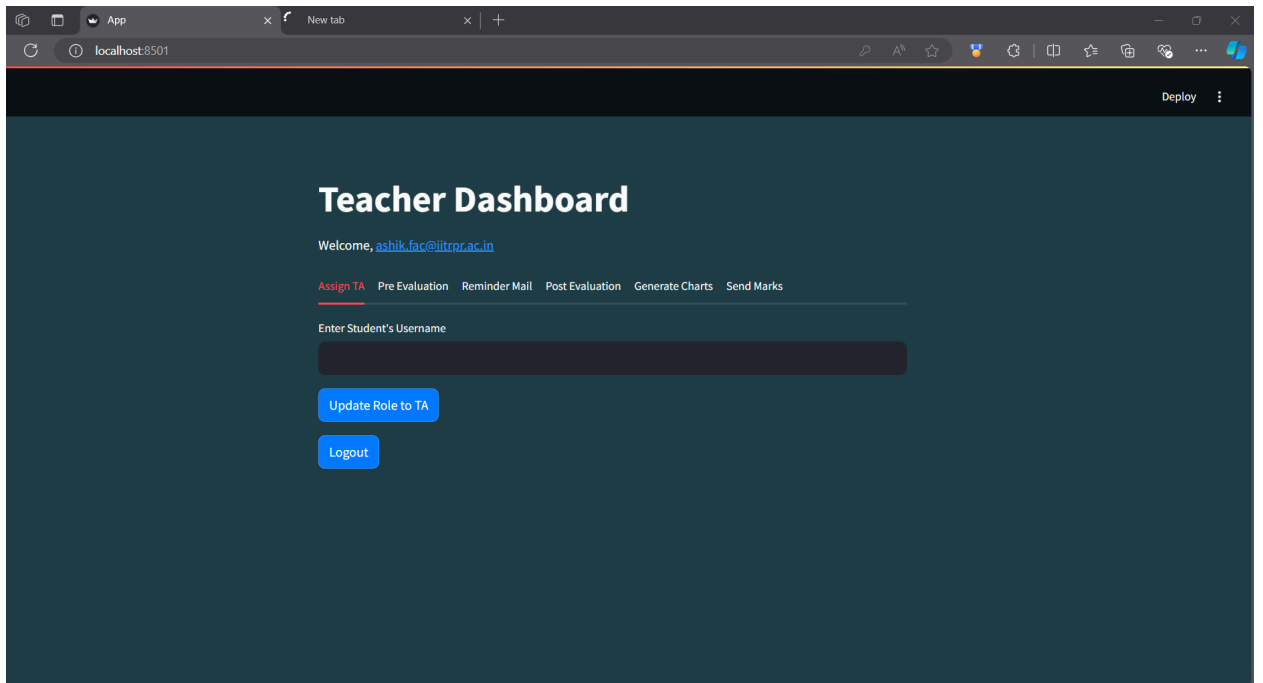 App
New tab
localhost:8501
Deploy
Teacher Dashboard
Welcome, ashik.fac@iitrpr.ac.in
Assign TA Pre Evaluation Reminder Mail Post Evaluation Generate Charts Send Marks
Enter Student's Username
Update Role to TA
Logout